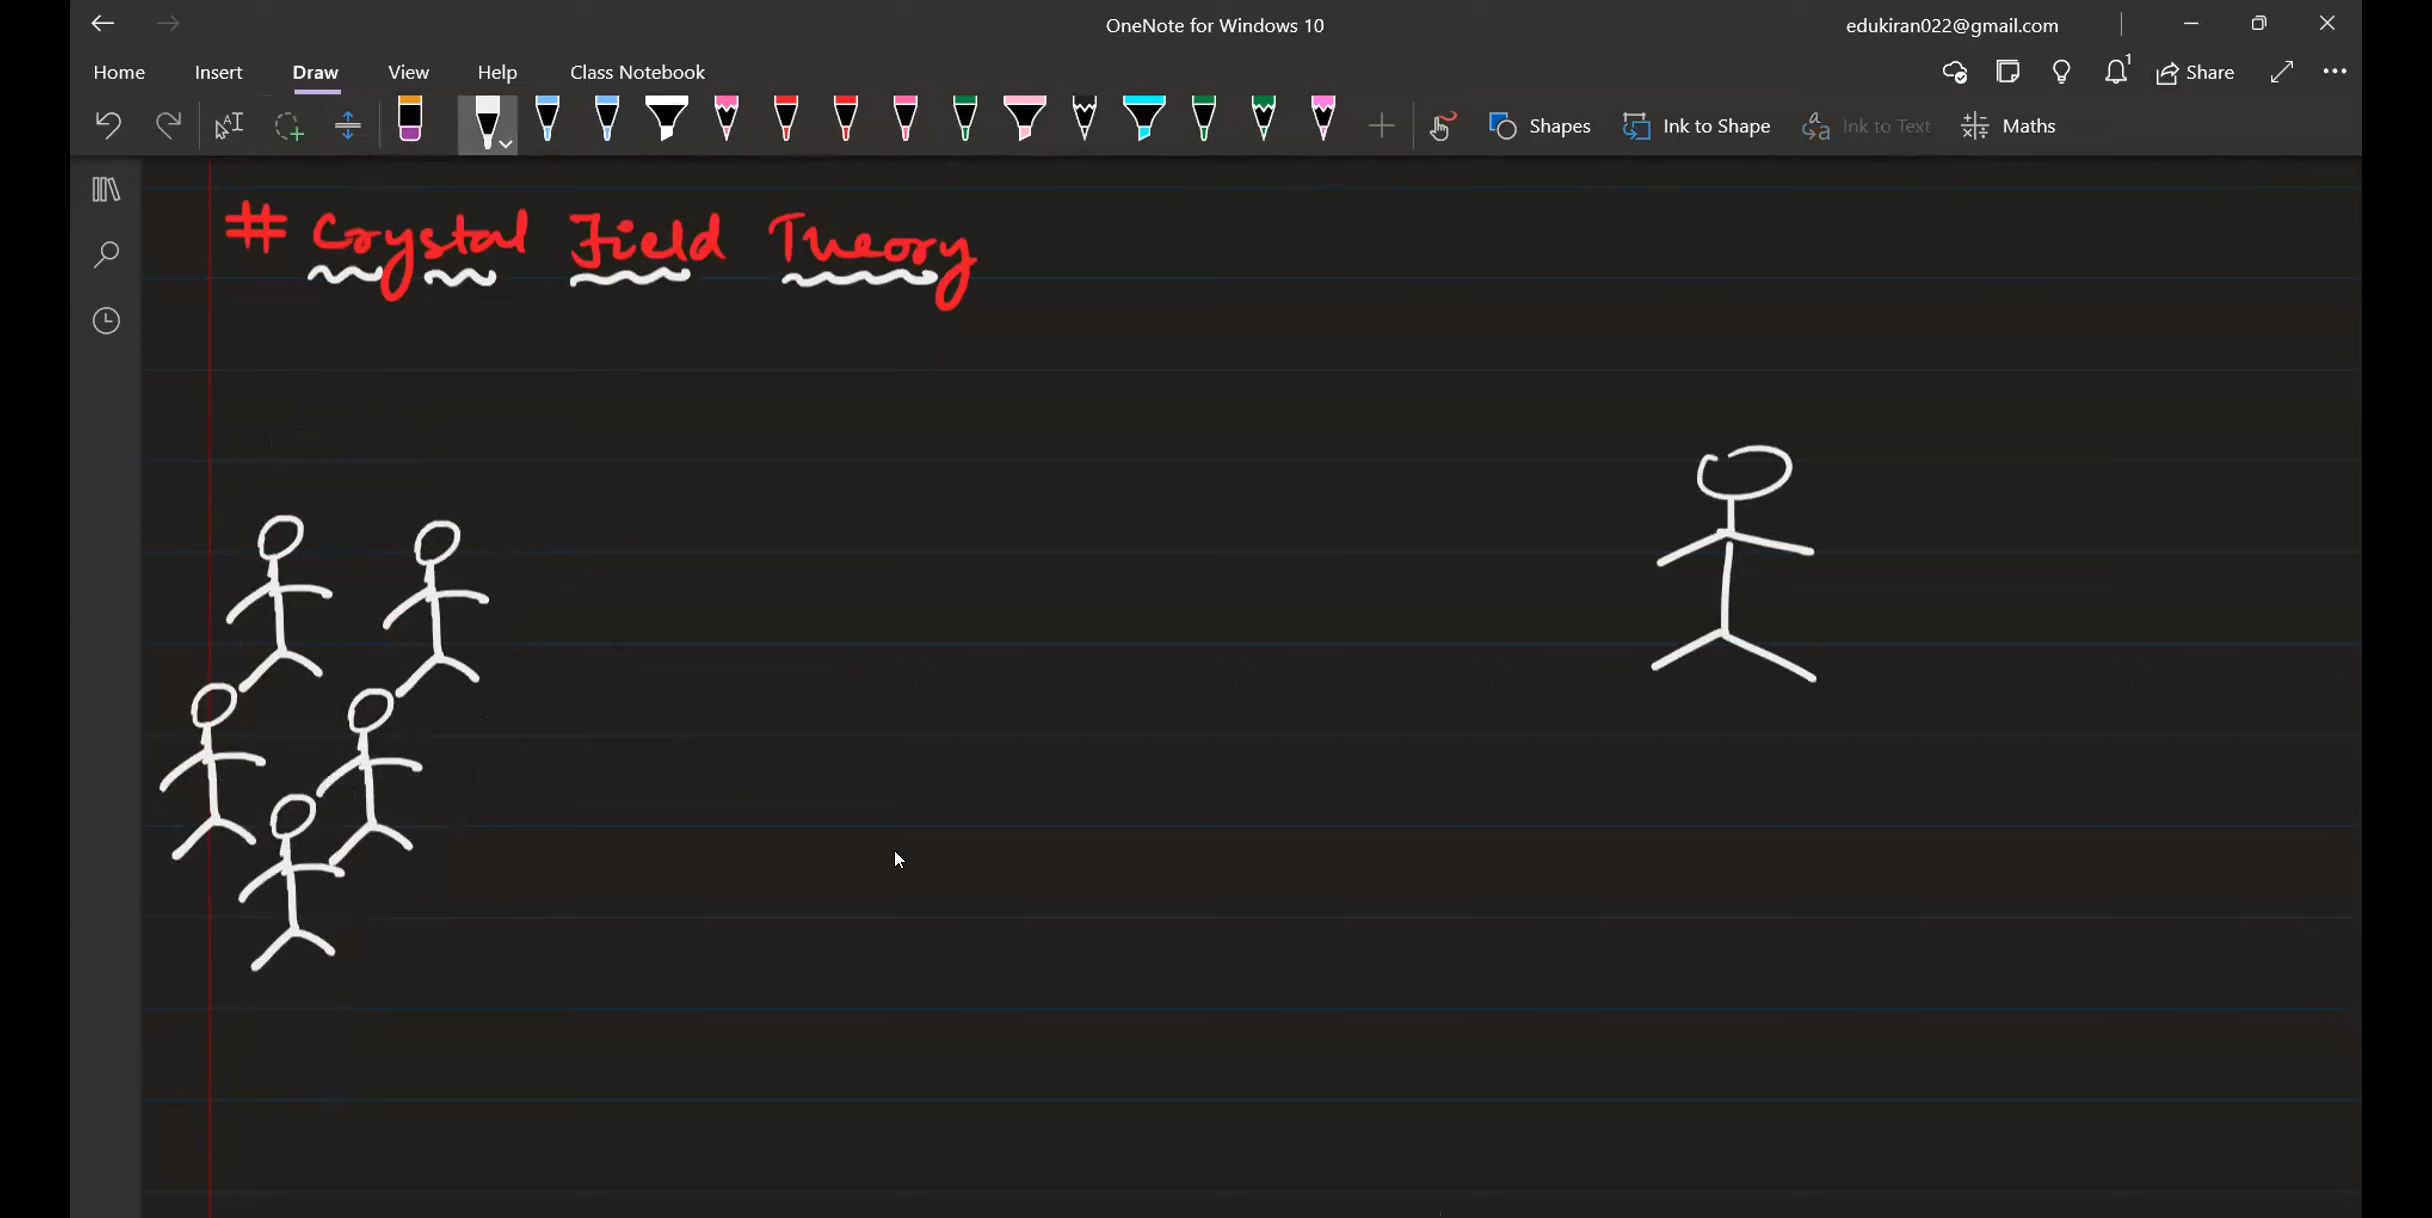 OneNote for Windows 10
edukiran022@gmail.com
Home Insert Draw View Help Class Notebook
1
Share
Shapes
Ink to Shape
Ink to Text
Maths
# Crystal Field Theory